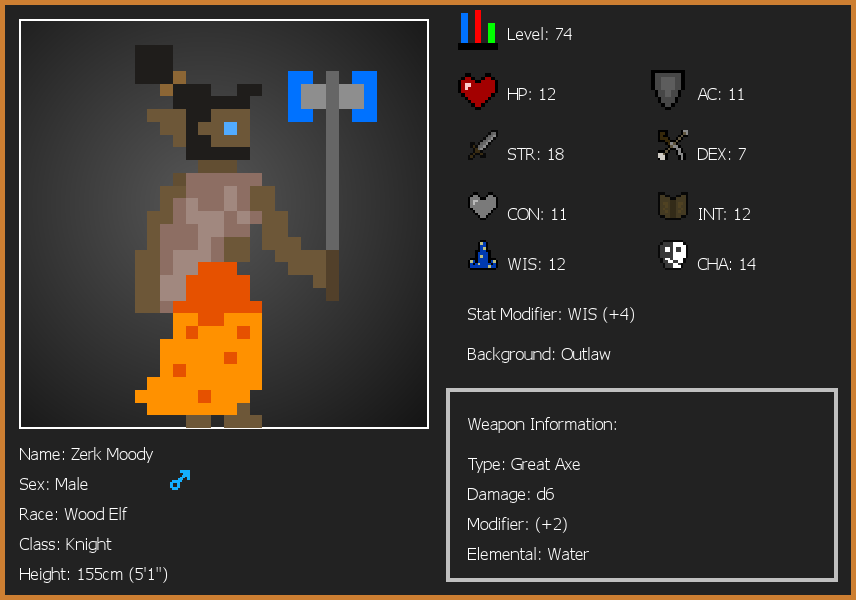 Level: 74
HP: 12
AC: 11
STR: 18
DEX: 7
CON: 11
INT: 12
WIS: 12
CHA: 14
Stat Modifier: WIS (+4)
Background: Outlaw
Weapon Information:
Type: Great Axe
Damage: d6
Modifier: (+2)
Elemental: Water
Name: Zerk Moody
Sex: Male
Race: Wood Elf
Class: Knight
Height: 155cm (5'1")